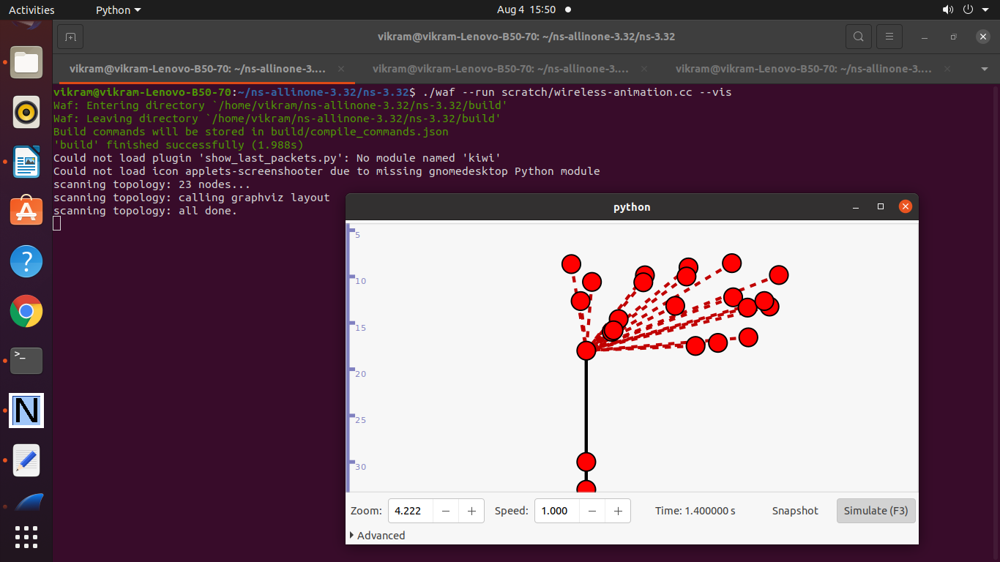 Activities
Python
Aug 4 15:50
vikram@vikram-Lenovo-B50-70: ~/ns-allinone-3.32/ns-3.32
vikram@vikram-Lenovo-B50-70: ~/ns-allinone-3.…
vikram@vikram-Lenovo-B50-70: ~/ns-allinone-3.…
vikram@vikram-Lenovo-B50-70: ~/ns-allinone-3.…
vikram@vikram-Lenovo-B50-70:~/ns-allinone-3.32/ns-3.32$ ./waf --run scratch/wireless-animation.cc --vis
Waf: Entering directory `/home/vikram/ns-allinone-3.32/ns-3.32/build'
Waf: Leaving directory `/home/vikram/ns-allinone-3.32/ns-3.32/build'
Build commands will be stored in build/compile_commands.json
'build' finished successfully (1.988s)
Could not load plugin 'show_last_packets.py': No module named 'kiwi'
Could not load icon applets-screenshooter due to missing gnomedesktop Python module
scanning topology: 23 nodes...
scanning topology: calling graphviz layout
scanning topology: all done.
python
5
10
15
20
25
30
Zoom: 4.222 Speed: 1.000 Time: 1.400000 s Snapshot Simulate (F3)
Advanced